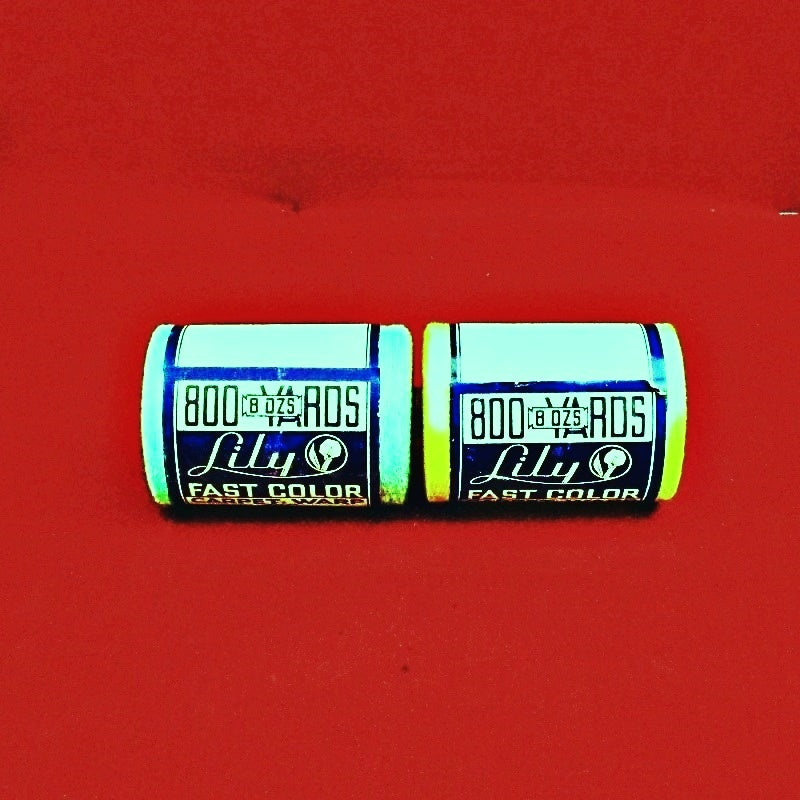 800 YARDS
8 OZS
Lily
FAST COLOR
CARPET WARP
800 YARDS
8 OZS
Lily
FAST COLOR